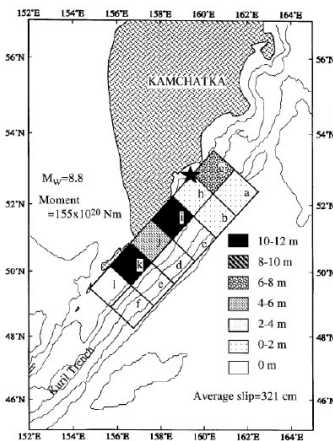 152°E 154°E 156°E 158°E 160°E 162°E 164°E
56°N 56°N
KAMCHATKA
54°N 54°N
Mw=8.8
Moment
=155x10²⁰ Nm
52°N 52°N
h a
i b
c
k d
l e
f
50°N 50°N
48°N 48°N
46°N 46°N
Kuril Trench
10-12 m
8-10 m
6-8 m
4-6 m
2-4 m
0-2 m
0 m
Average slip=321 cm
152°E 154°E 156°E 158°E 160°E 162°E 164°E